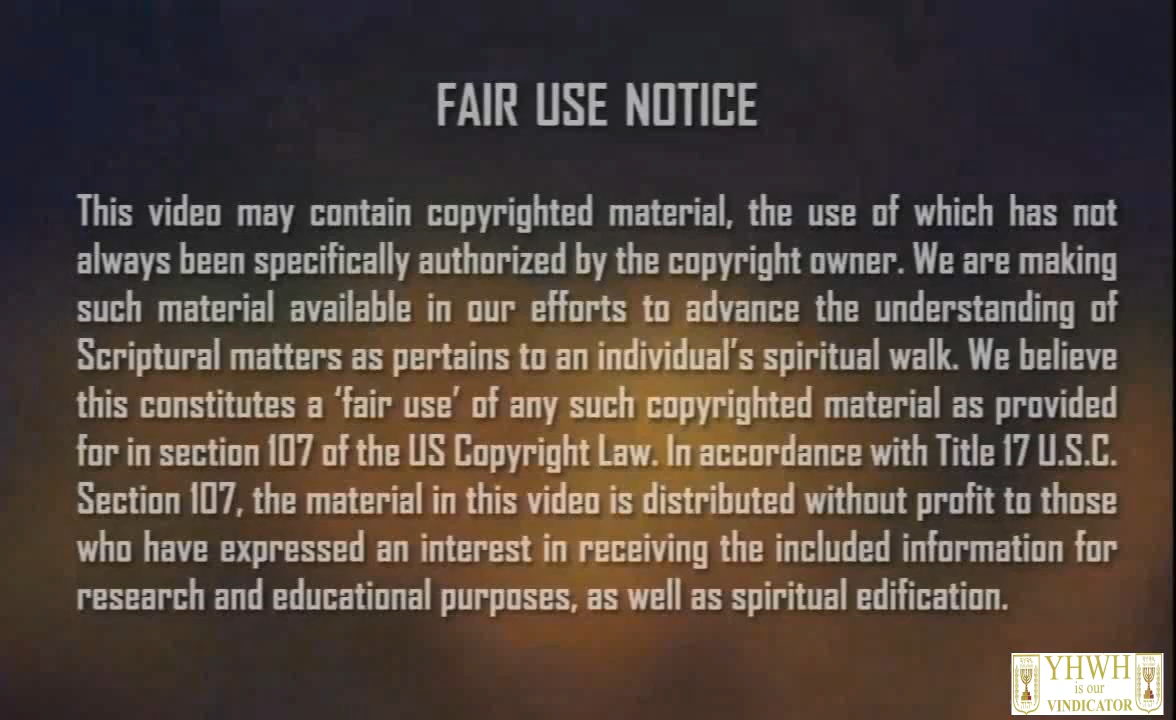 FAIR USE NOTICE
This video may contain copyrighted material, the use of which has not
always been specifically authorized by the copyright owner. We are making
such material available in our efforts to advance the understanding of
Scriptural matters as pertains to an individual's spiritual walk. We believe
this constitutes a ‘fair use’ of any such copyrighted material as provided
for in section 107 of the US Copyright Law. In accordance with Title 17 U.S.C.
Section 107, the material in this video is distributed without profit to those
who have expressed an interest in receiving the included information for
research and educational purposes, as well as spiritual edification.
YHWH
is our
VINDICATOR